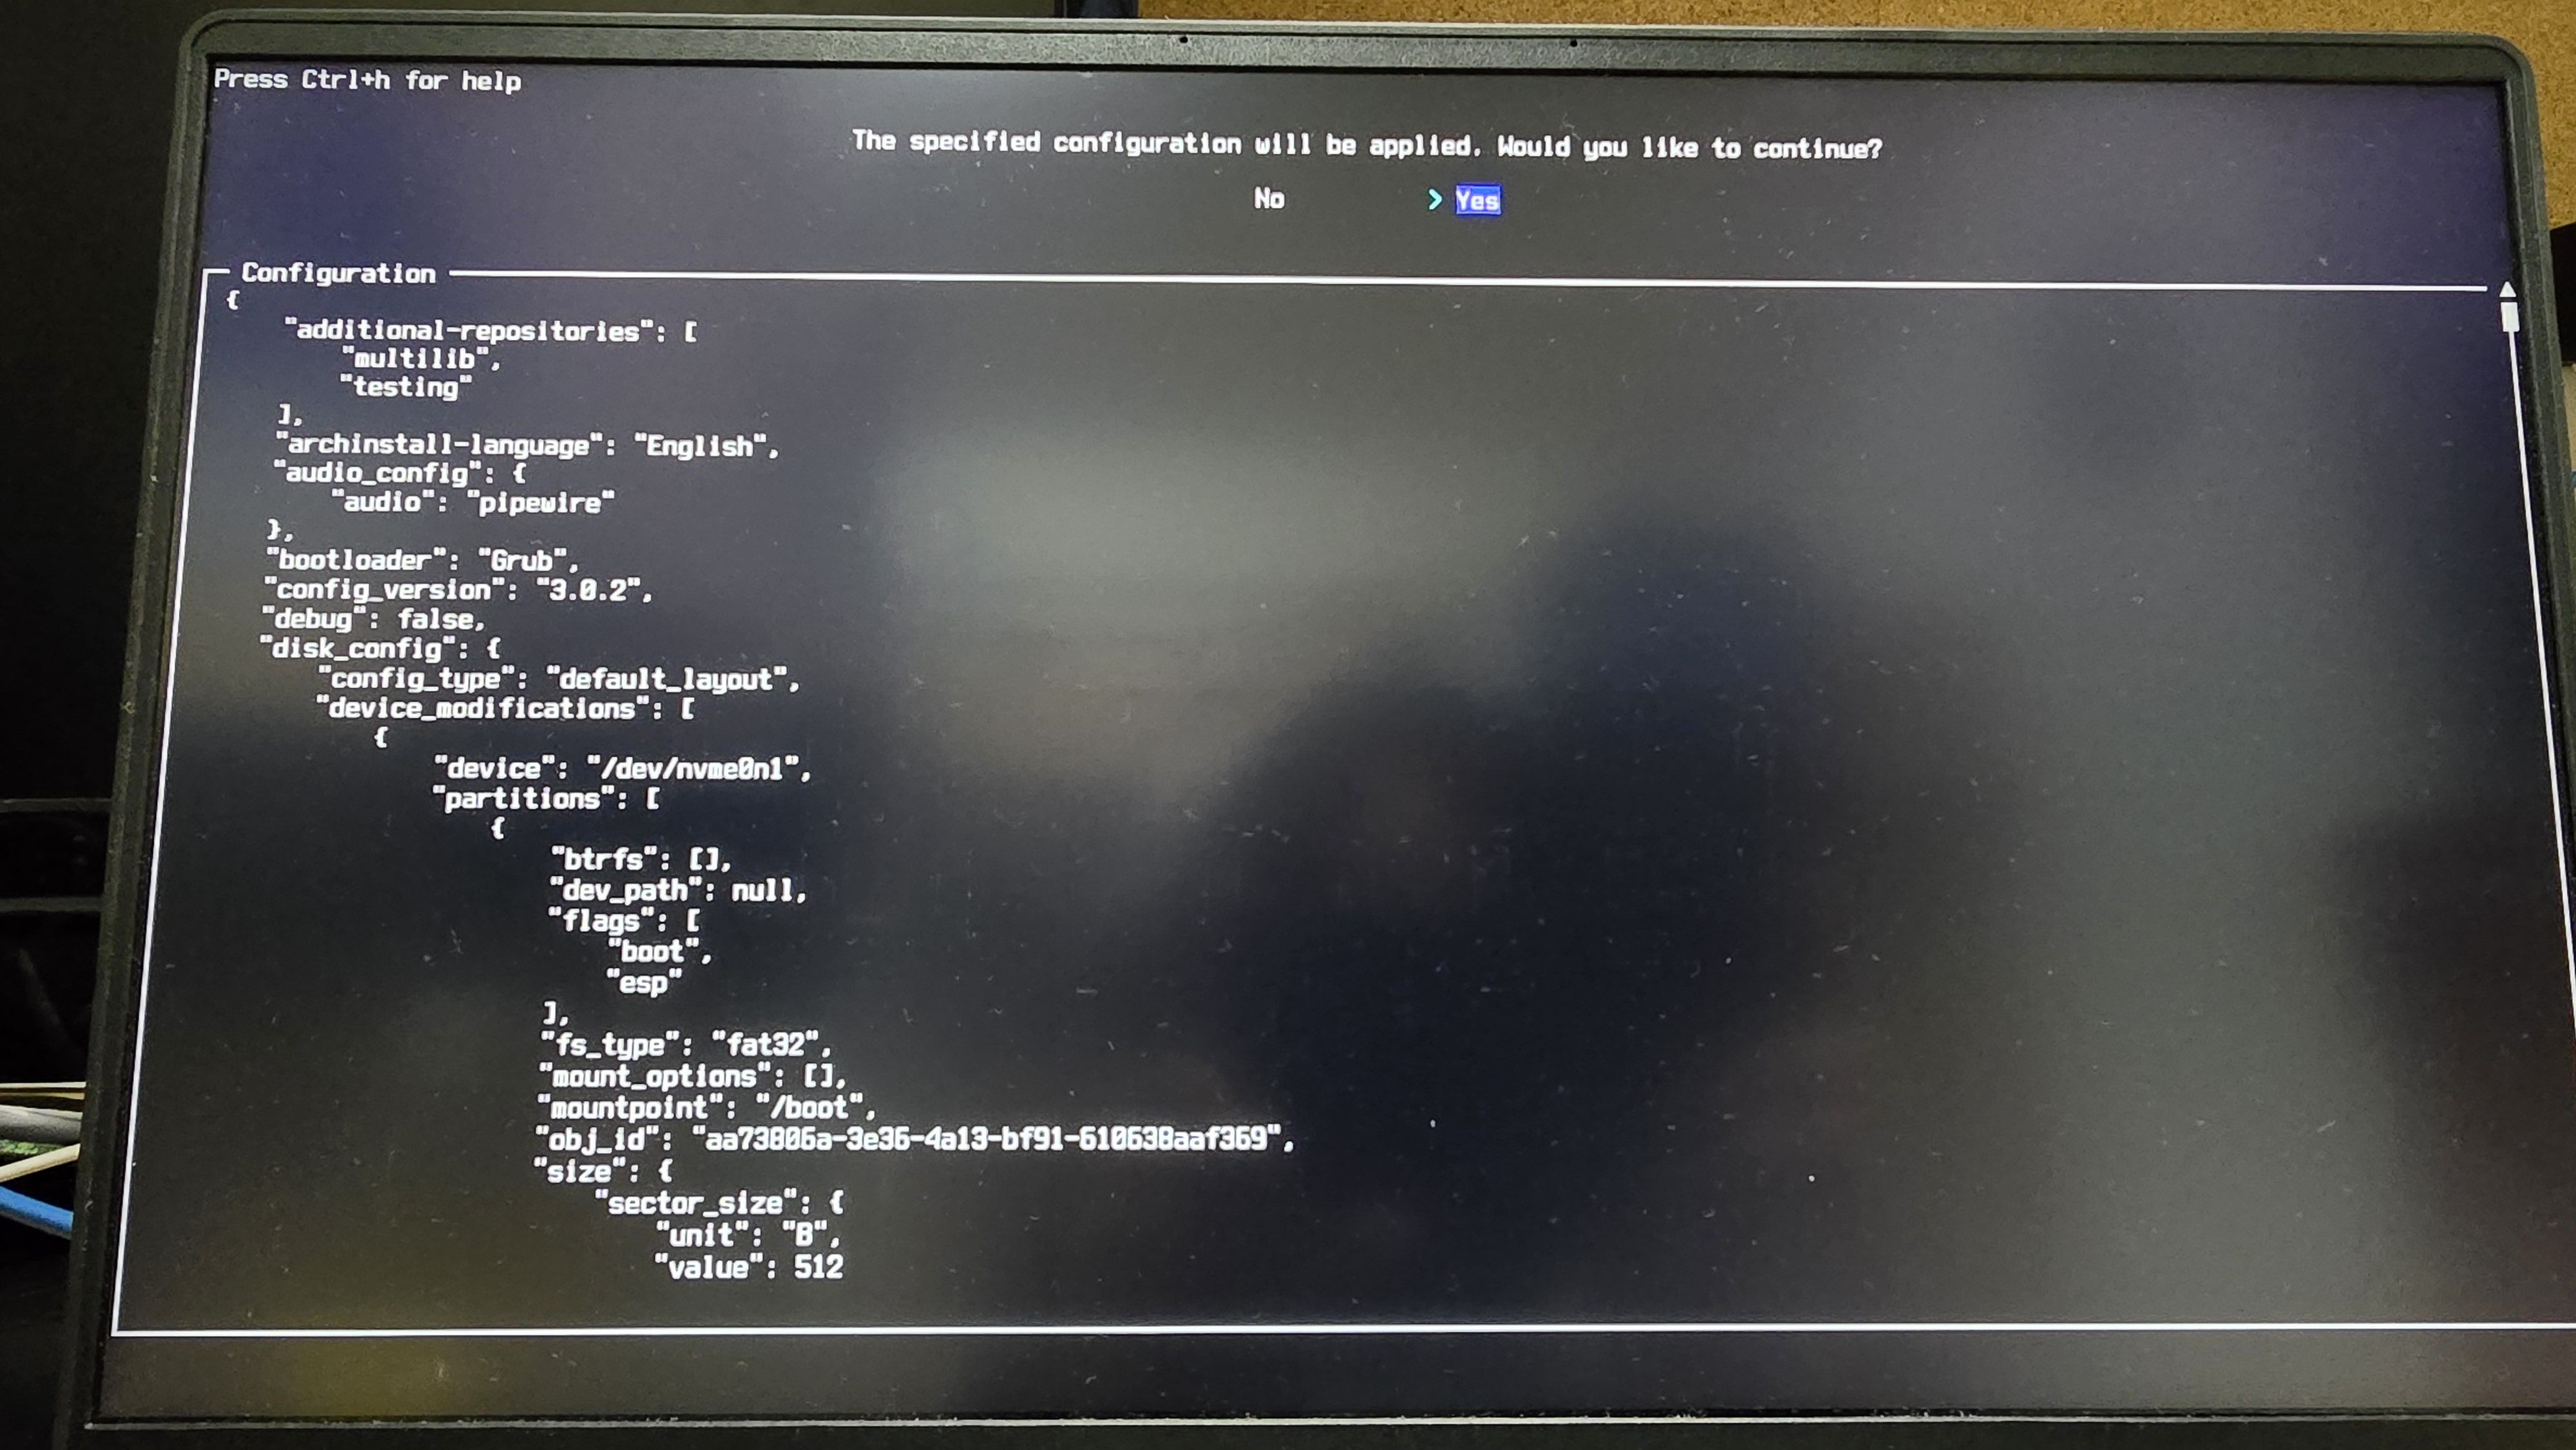 Press Ctrl+h for help
The specified configuration will be applied. Would you like to continue?
No > Yes
Configuration
{
"additional-repositories": [
"multilib",
"testing"
],
"archinstall-language": "English",
"audio_config": {
"audio": "pipewire"
},
"bootloader": "Grub",
"config_version": "3.0.2",
"debug": false,
"disk_config": {
"config_type": "default_layout",
"device_modifications": [
{
"device": "/dev/nvme0n1",
"partitions": [
{
"btrfs": [],
"dev_path": null,
"flags": [
"boot",
"esp"
],
"fs_type": "fat32",
"mount_options": [],
"mountpoint": "/boot",
"obj_id": "aa73806a-3e36-4a13-bf91-610638aaf369",
"size": {
"sector_size": {
"unit": "B",
"value": 512